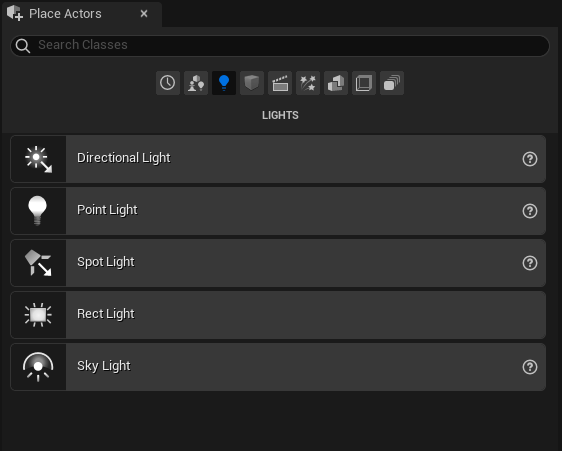 Place Actors
Search Classes
LIGHTS
Directional Light
Point Light
Spot Light
Rect Light
Sky Light